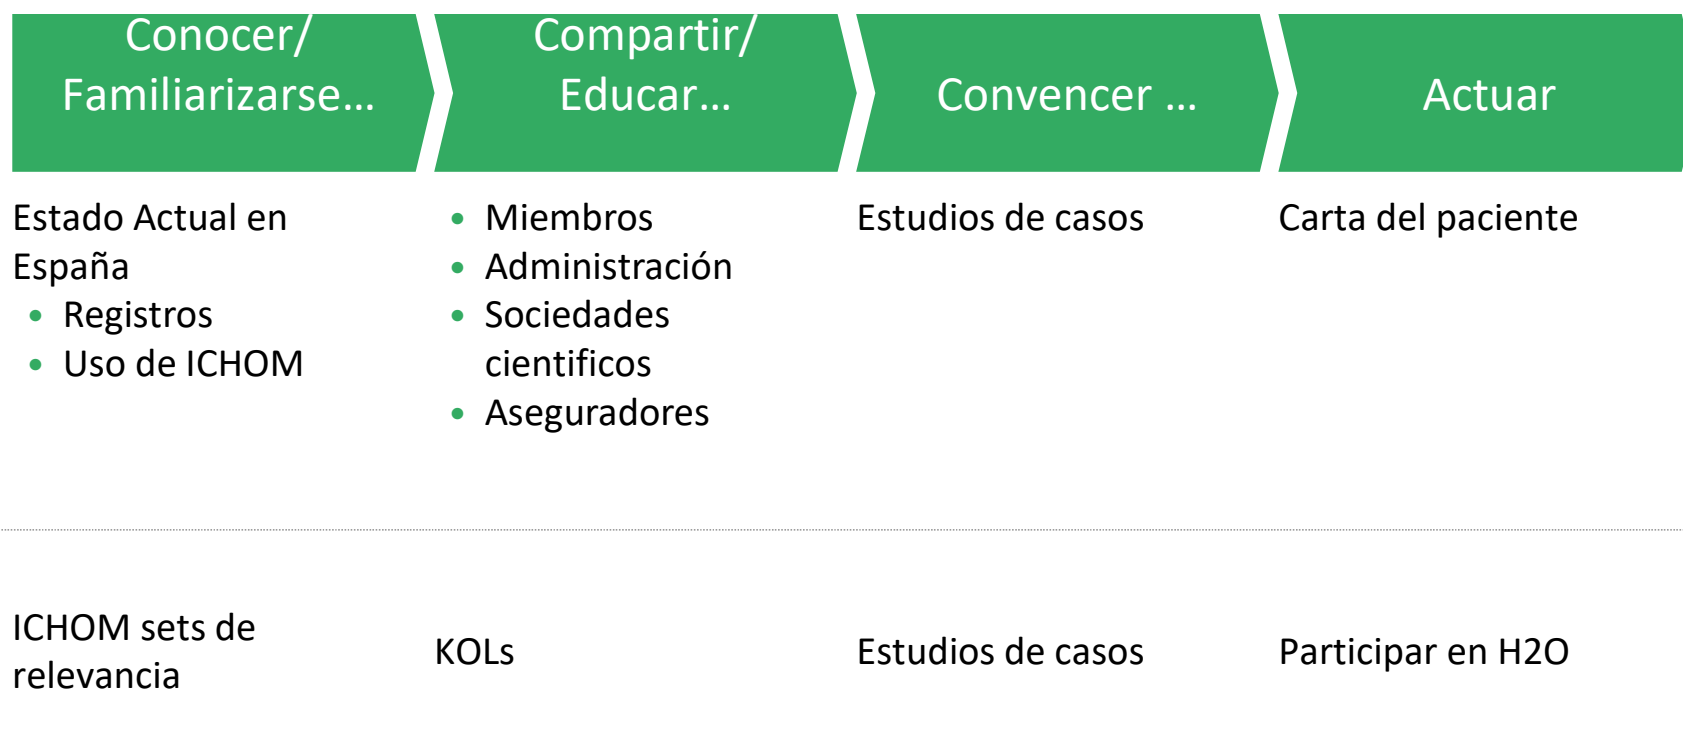 Conocer/
Familiarizarse...
Compartir/
Educar...
Convencer ...
Actuar
Estado Actual en
España
• Registros
• Uso de ICHOM
• Miembros
• Administración
• Sociedades
cientificos
• Aseguradores
Estudios de casos
Carta del paciente
ICHOM sets de
relevancia
KOLs
Estudios de casos
Participar en H2O